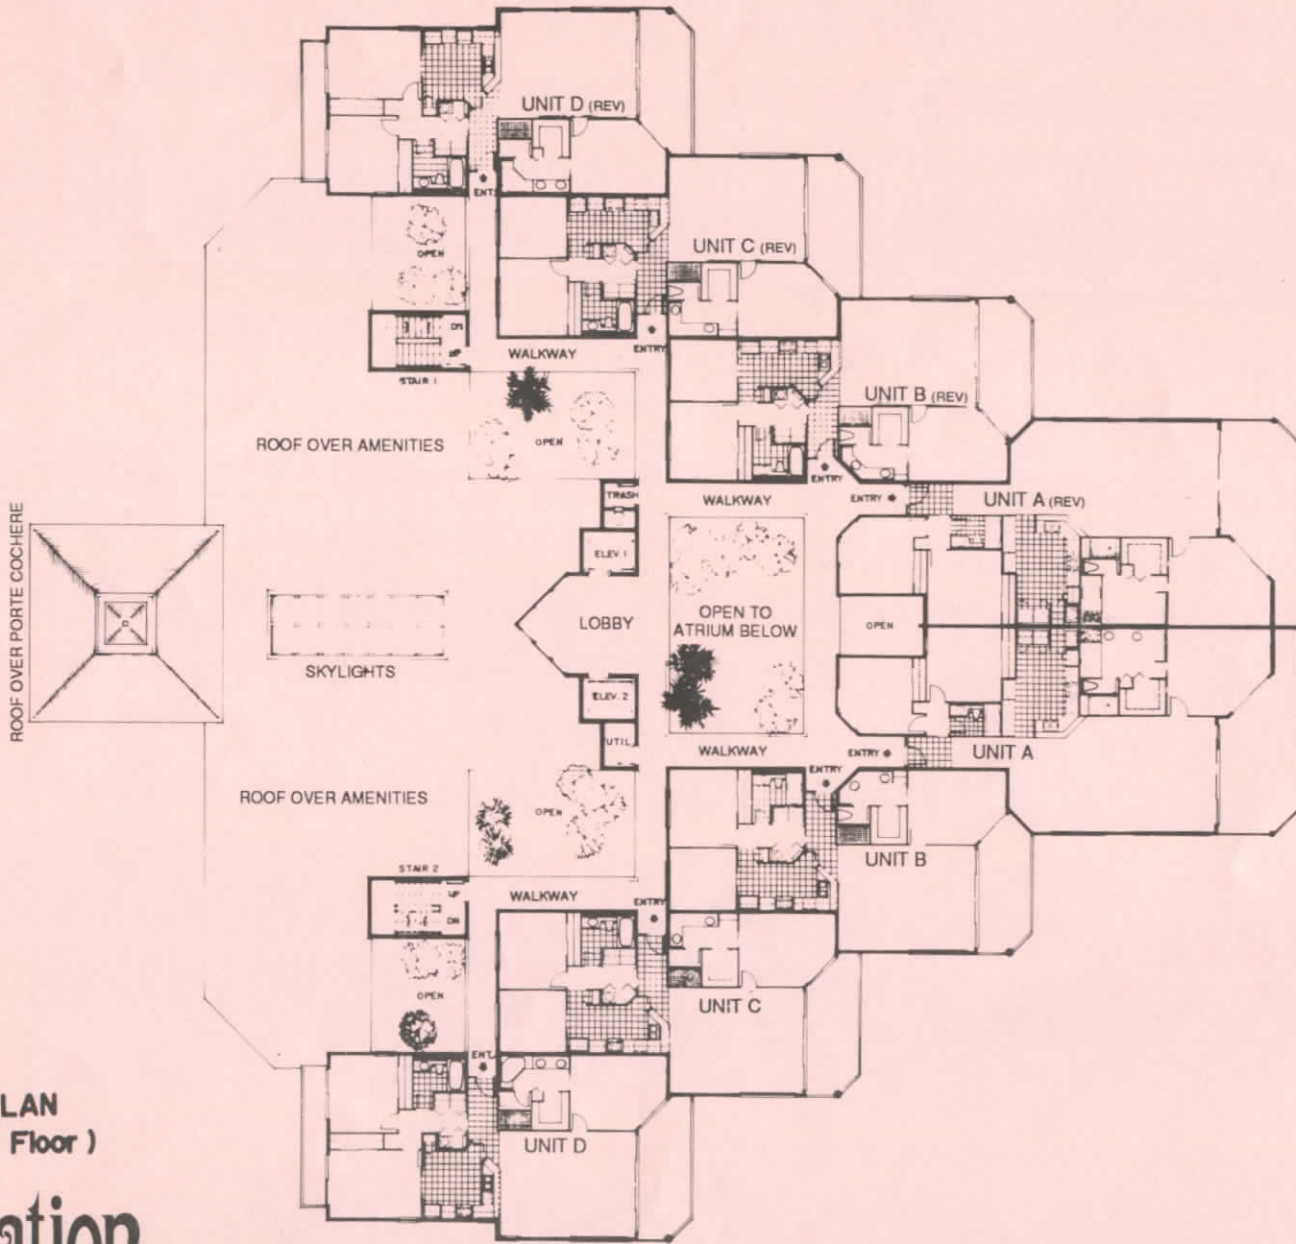 UNIT D (REV)
ENT.
OPEN
UNIT C (REV)
DN
UP
STAIR 1
WALKWAY
ENTRY
UNIT B (REV)
ROOF OVER AMENITIES
OPEN
ENTRY
TRASH
WALKWAY
ENTRY
UNIT A (REV)
ROOF OVER PORTE COCHERE
ELEV. 1
LOBBY
OPEN TO
ATRIUM BELOW
OPEN
SKYLIGHTS
ELEV. 2
UTIL.
WALKWAY
ENTRY
ENTRY
UNIT A
ROOF OVER AMENITIES
OPEN
UNIT B
STAIR 2
UP
DN
WALKWAY
ENTRY
OPEN
UNIT C
ENT.
UNIT D
LAN
Floor )
ation